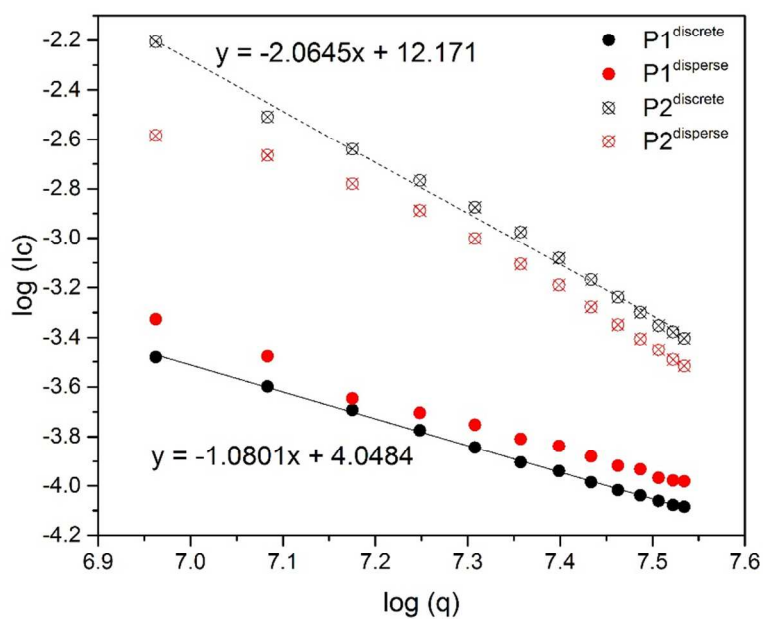 -2.2
y = -2.0645x + 12.171
P1discrete
-2.4
P1disperse
P2discrete
-2.6
P2disperse
-2.8
-3.0
log (Ic)
-3.2
-3.4
-3.6
-3.8
y = -1.0801x + 4.0484
-4.0
-4.2
6.9 7.0 7.1 7.2 7.3 7.4 7.5 7.6
log (q)